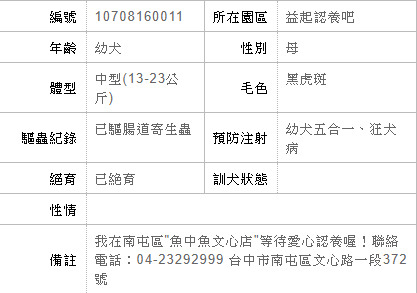 編號 10708160011 所在園區 益起認養吧
年齡 幼犬 性別 母
體型 中型(13-23公
斤) 毛色 黑虎斑
驅蟲紀錄 已驅腸道寄生蟲 預防注射 幼犬五合一、狂犬
病
絕育 已絕育 訓犬狀態
性情
備註 我在南屯區"魚中魚文心店"等待愛心認養喔！聯絡
電話：04-23292999 台中市南屯區文心路一段372
號